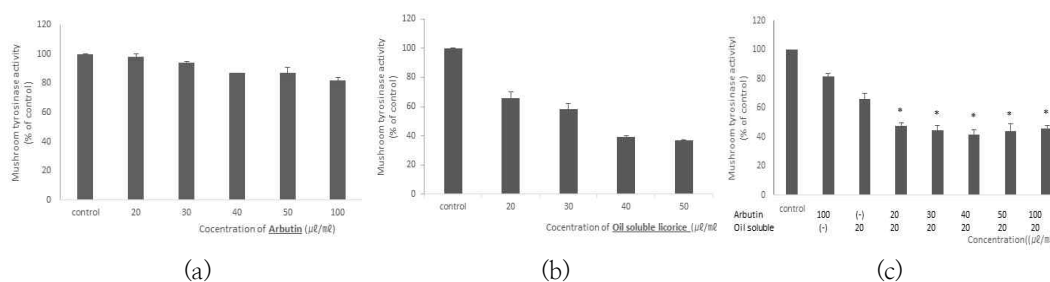 Mushroom tyrosinase activity
(% of control)
120
100
80
60
40
20
0
control 20 30 40 50 100
Cocentration of Arbutin (㎕/㎖)
(a)
Mushroom tyrosinase activity
(% of control)
120
100
80
60
40
20
0
control 20 30 40 50
Cocentration of Oil soluble licorice (㎕/㎖
(b)
Mushroom tyrosinase activityl
(% of control)
120
100
80
60
40
20
0
* * * * *
control
Arbutin 100 (-) 20 30 40 50 100
Oil soluble (-) 20 20 20 20 20 20
Concentration((㎕/m
(c)